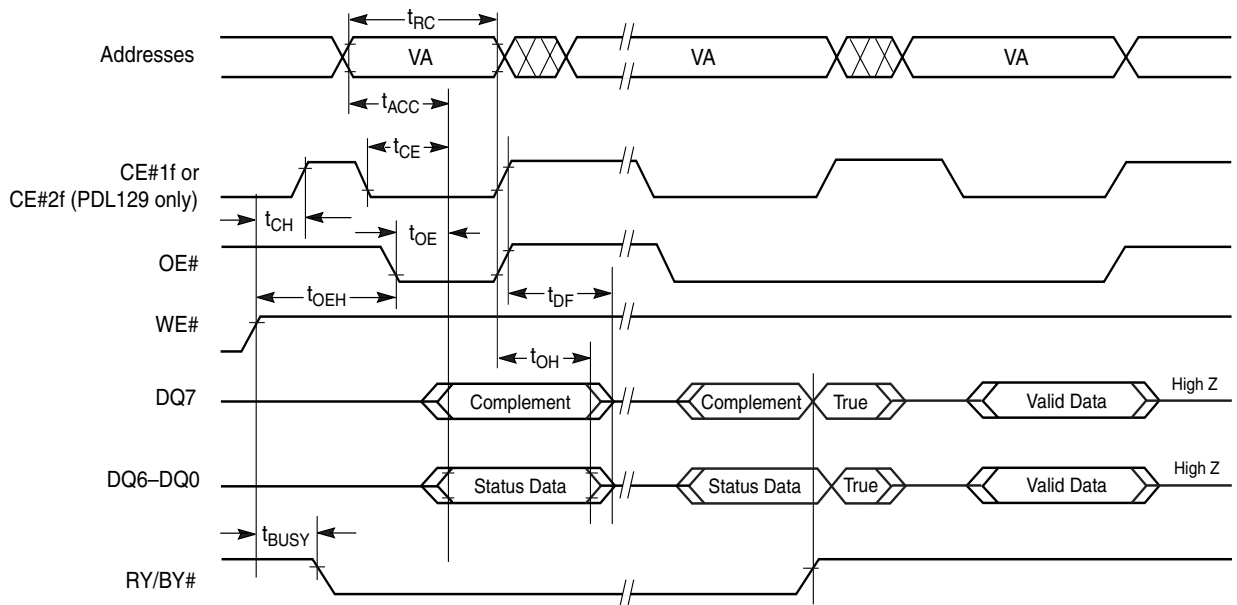 tRC
Addresses VA VA VA
tACC
tCE
CE#1f or
CE#2f (PDL129 only)
tCH
tOE
OE#
tOEH
tDF
WE#
tOH
DQ7 Complement Complement True Valid Data High Z
DQ6–DQ0 Status Data Status Data True Valid Data High Z
tBUSY
RY/BY#